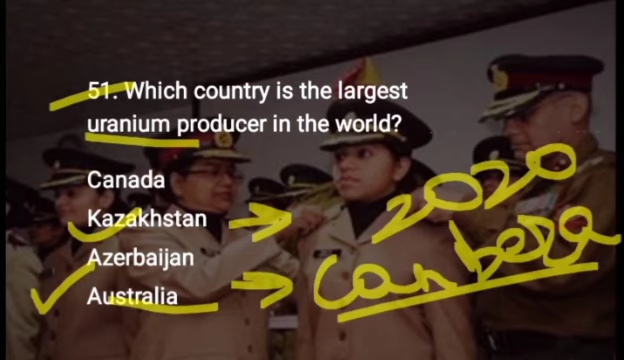 51. Which country is the largest
uranium producer in the world?
Canada
Kazakhstan → 2020
Azerbaijan
Australia → Canbera